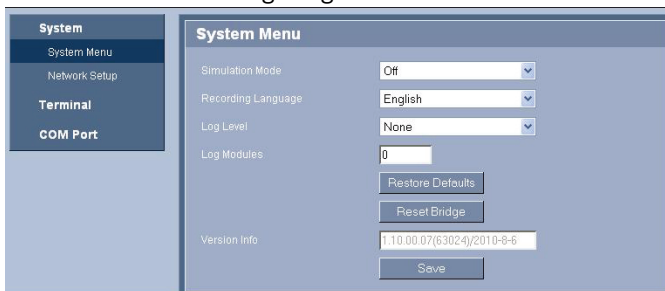 System
System Menu
Network Setup
Terminal
COM Port
System Menu
Simulation Mode Off
Recording Language English
Log Level None
Log Modules 0
Restore Defaults
Reset Bridge
Version Info 1.10.00.07(63024)/2010-8-6
Save